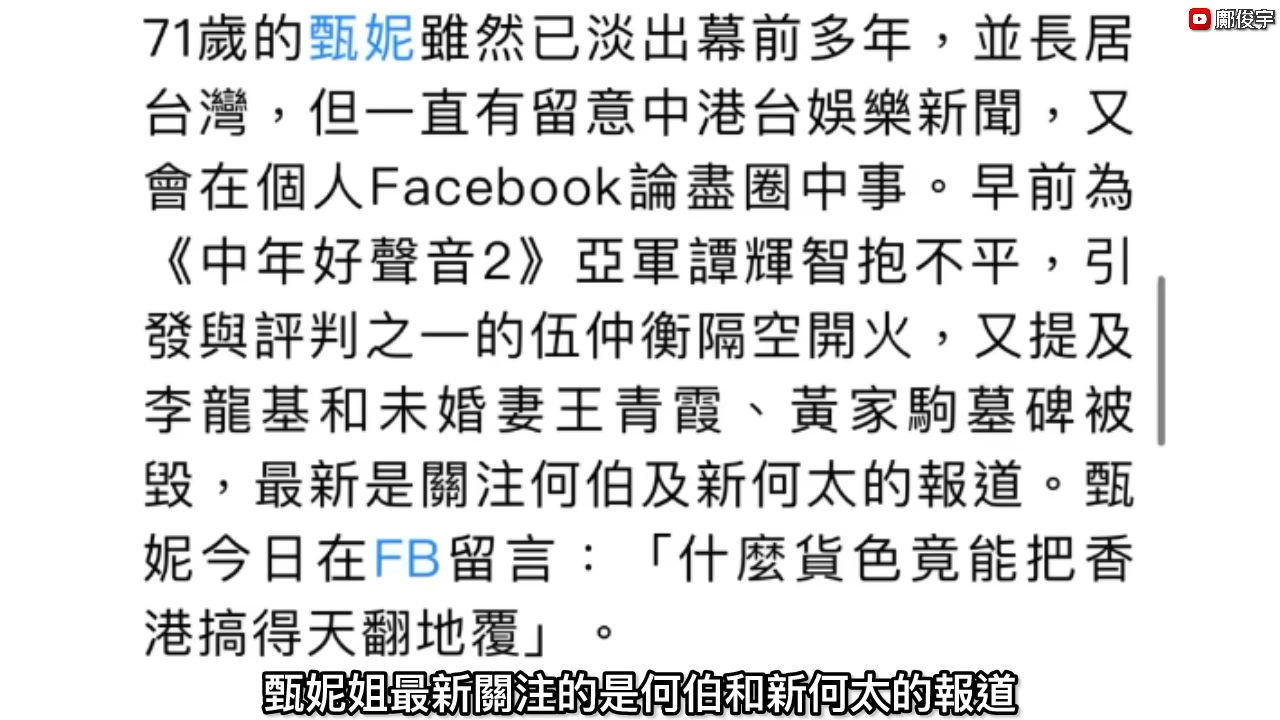 鄺俊宇
71歲的甄妮雖然已淡出幕前多年，並長居
台灣，但一直有留意中港台娛樂新聞，又
會在個人Facebook論盡圈中事。早前為
《中年好聲音2》亞軍譚輝智抱不平，引
發與評判之一的伍仲衡隔空開火，又提及
李龍基和未婚妻王青霞、黃家駒墓碑被
毀，最新是關注何伯及新何太的報道。甄
妮今日在FB留言：「什麼貨色竟能把香
港搞得天翻地覆」。
甄妮姐最新關注的是何伯和新何太的報道